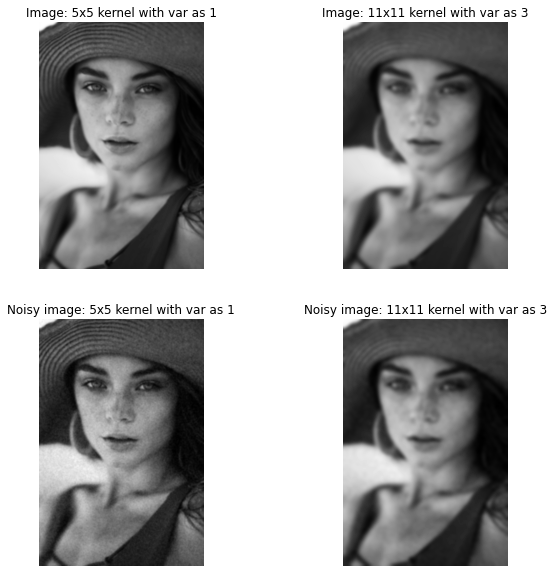 Image: 5x5 kernel with var as 1
Image: 11x11 kernel with var as 3
Noisy image: 5x5 kernel with var as 1
Noisy image: 11x11 kernel with var as 3